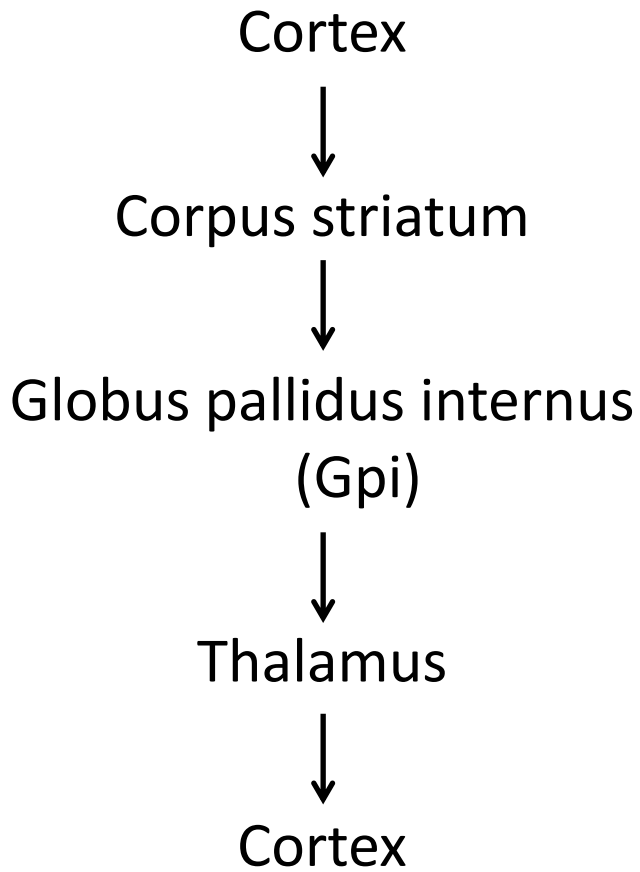 Cortex
Corpus striatum
Globus pallidus internus
(Gpi)
Thalamus
Cortex